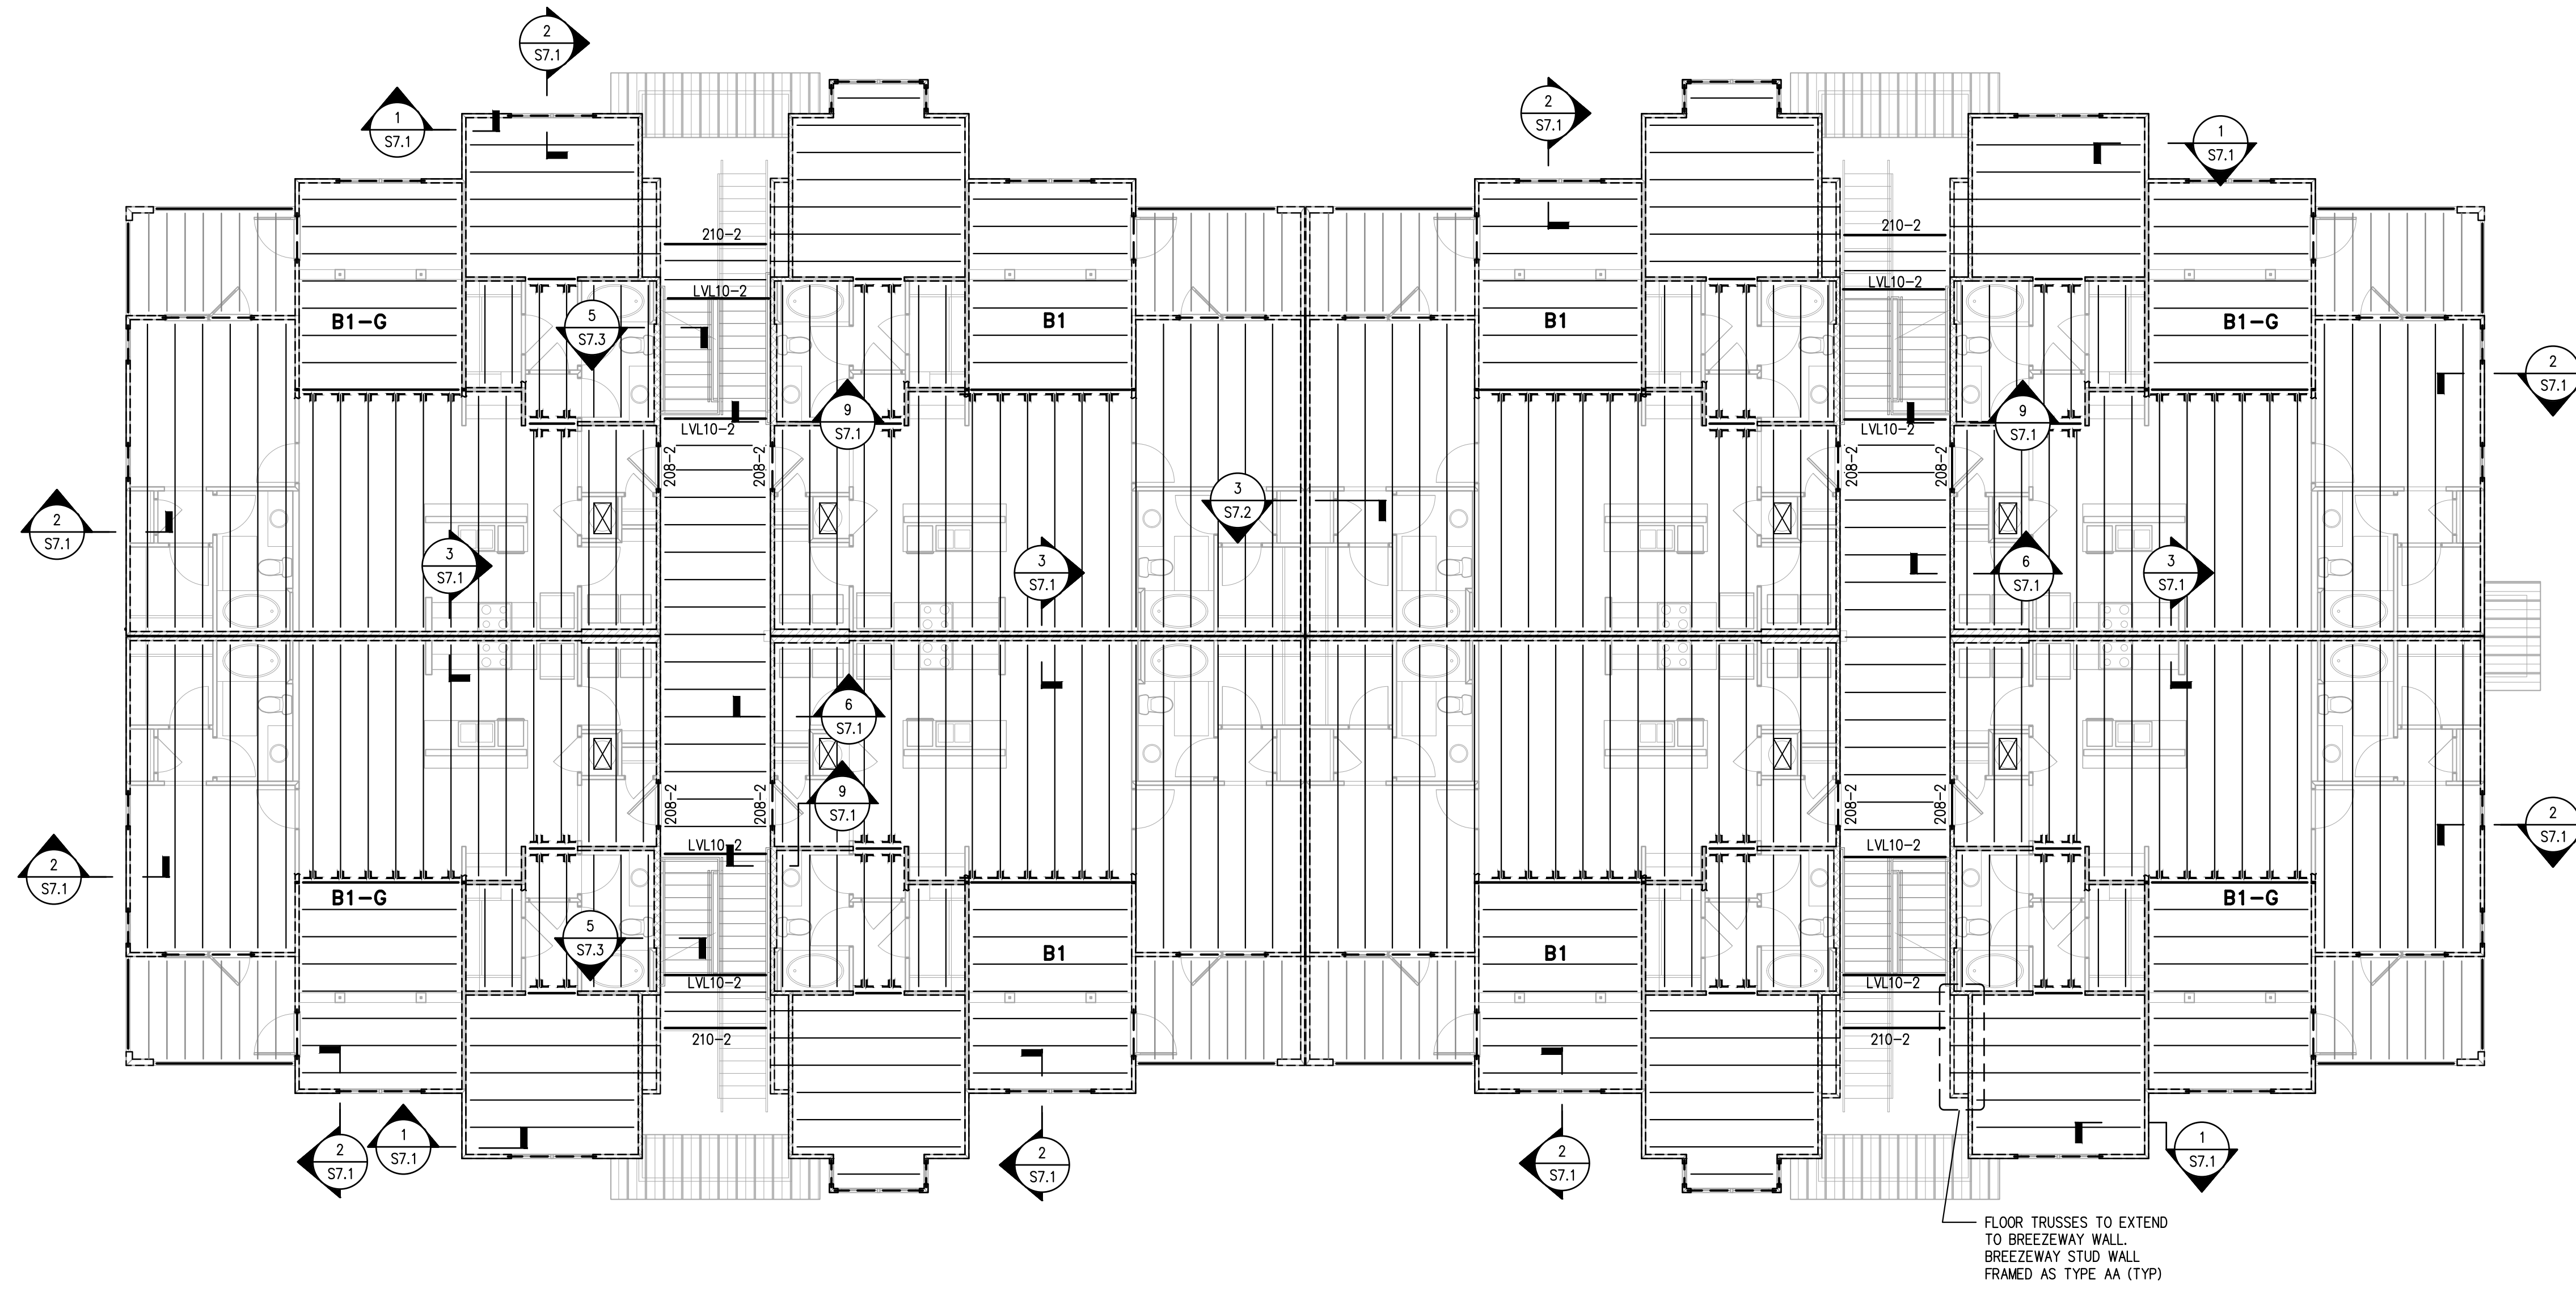 2
S7.1
1
S7.1
2
S7.1
1
S7.1
210-2
210-2
LVL10-2
LVL10-2
5
S7.3
B1-G
B1
B1
B1-G
2
S7.1
9
S7.1
9
S7.1
LVL10-2
LVL10-2
208-2
208-2
208-2
208-2
3
S7.2
2
S7.1
3
S7.1
3
S7.1
6
S7.1
3
S7.1
6
S7.1
9
S7.1
208-2
208-2
208-2
208-2
2
S7.1
LVL10-2
LVL10-2
2
S7.1
B1-G
B1-G
5
S7.3
B1
B1
LVL10-2
LVL10-2
210-2
210-2
2
S7.1
1
S7.1
2
S7.1
2
S7.1
1
S7.1
FLOOR TRUSSES TO EXTEND
TO BREEZEWAY WALL.
BREEZEWAY STUD WALL
FRAMED AS TYPE AA (TYP)